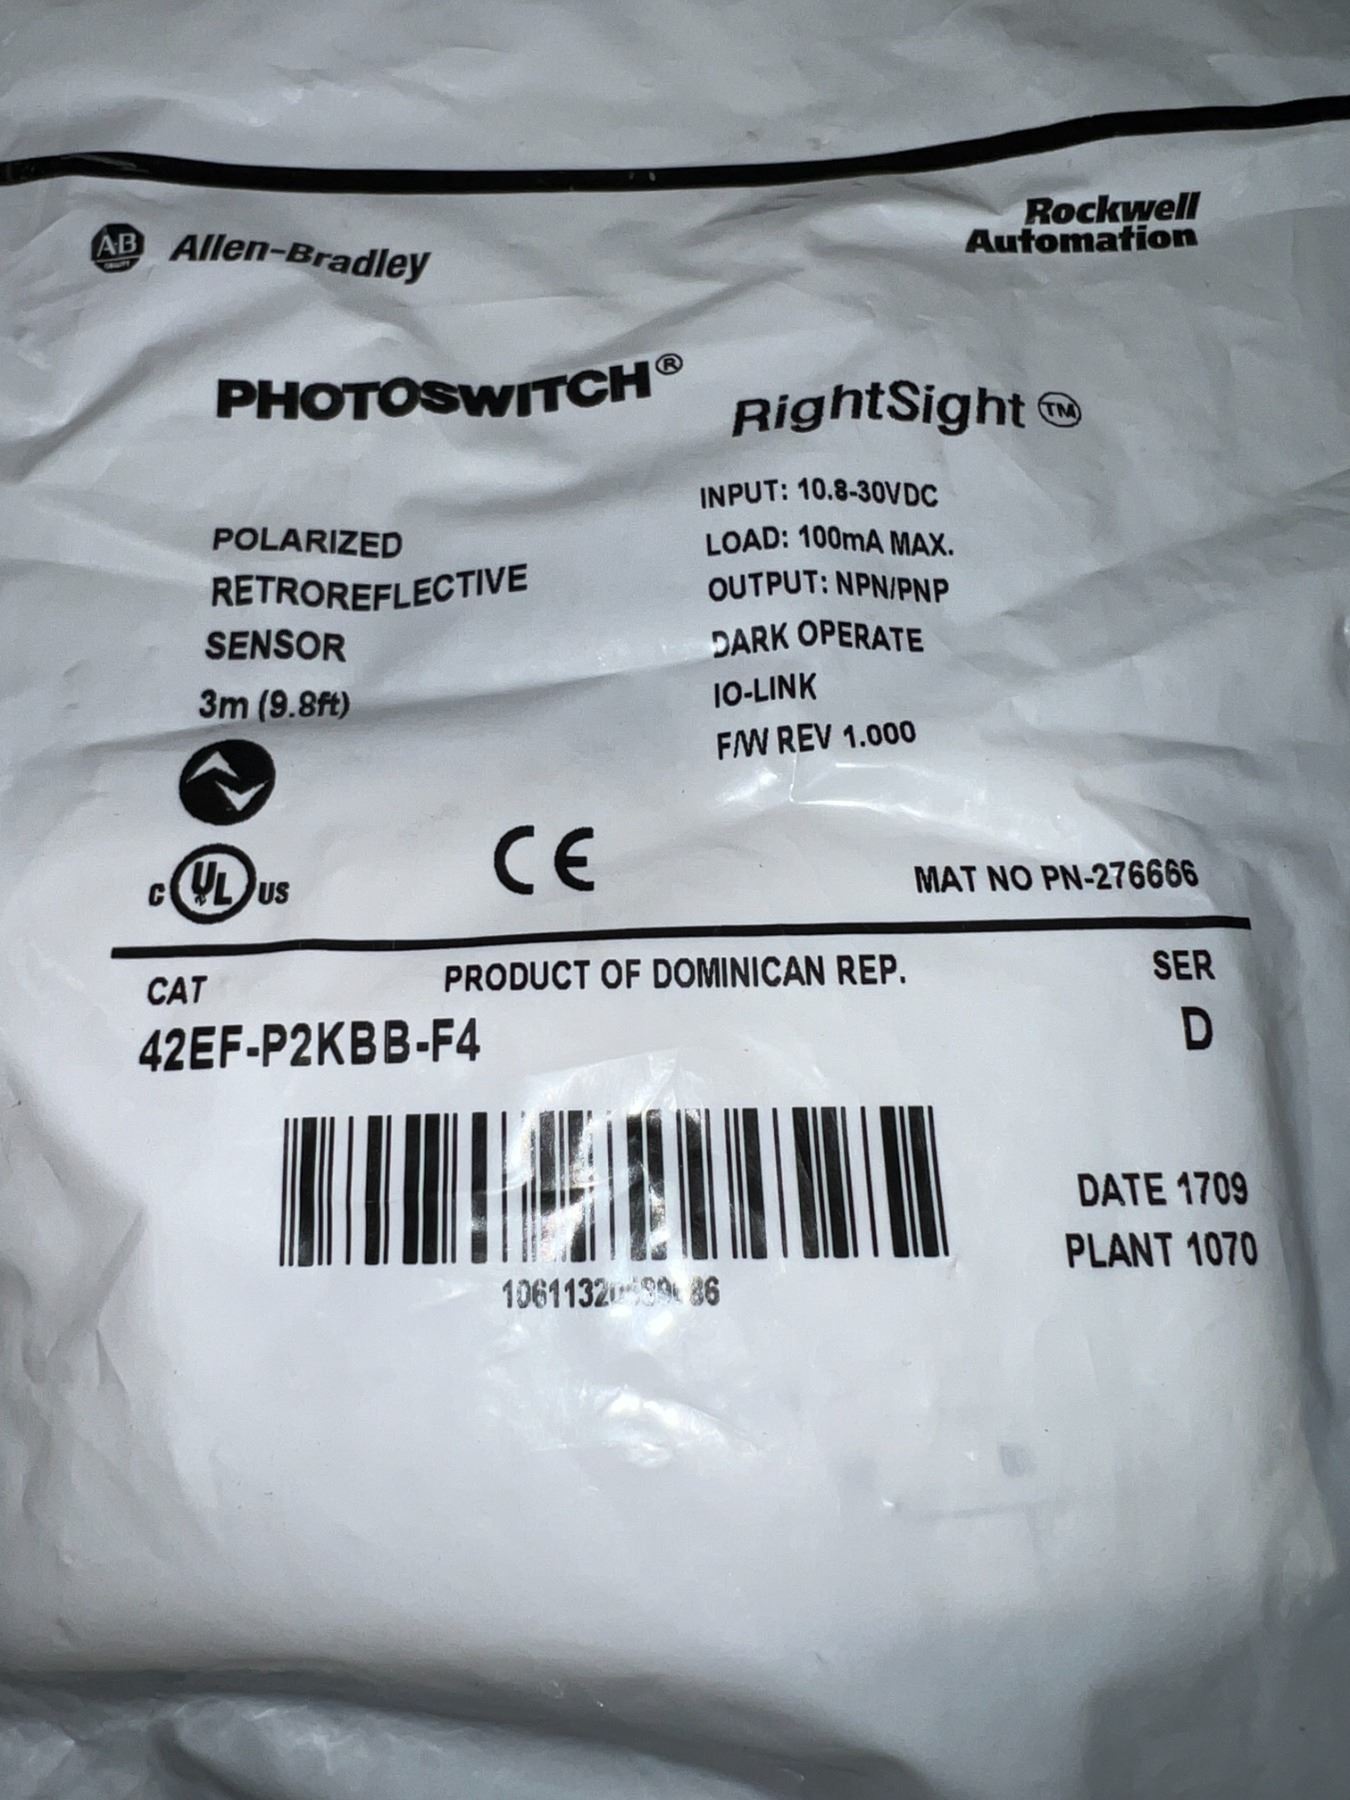 AB Allen-Bradley
Rockwell
Automation
PHOTOSWITCH®
RightSight ™
POLARIZED
RETROREFLECTIVE
SENSOR
3m (9.8ft)
INPUT: 10.8-30VDC
LOAD: 100mA MAX.
OUTPUT: NPN/PNP
DARK OPERATE
IO-LINK
F/W REV 1.000
C UL US
CE
MAT NO PN-276666
CAT
PRODUCT OF DOMINICAN REP.
SER
42EF-P2KBB-F4
D
DATE 1709
PLANT 1070